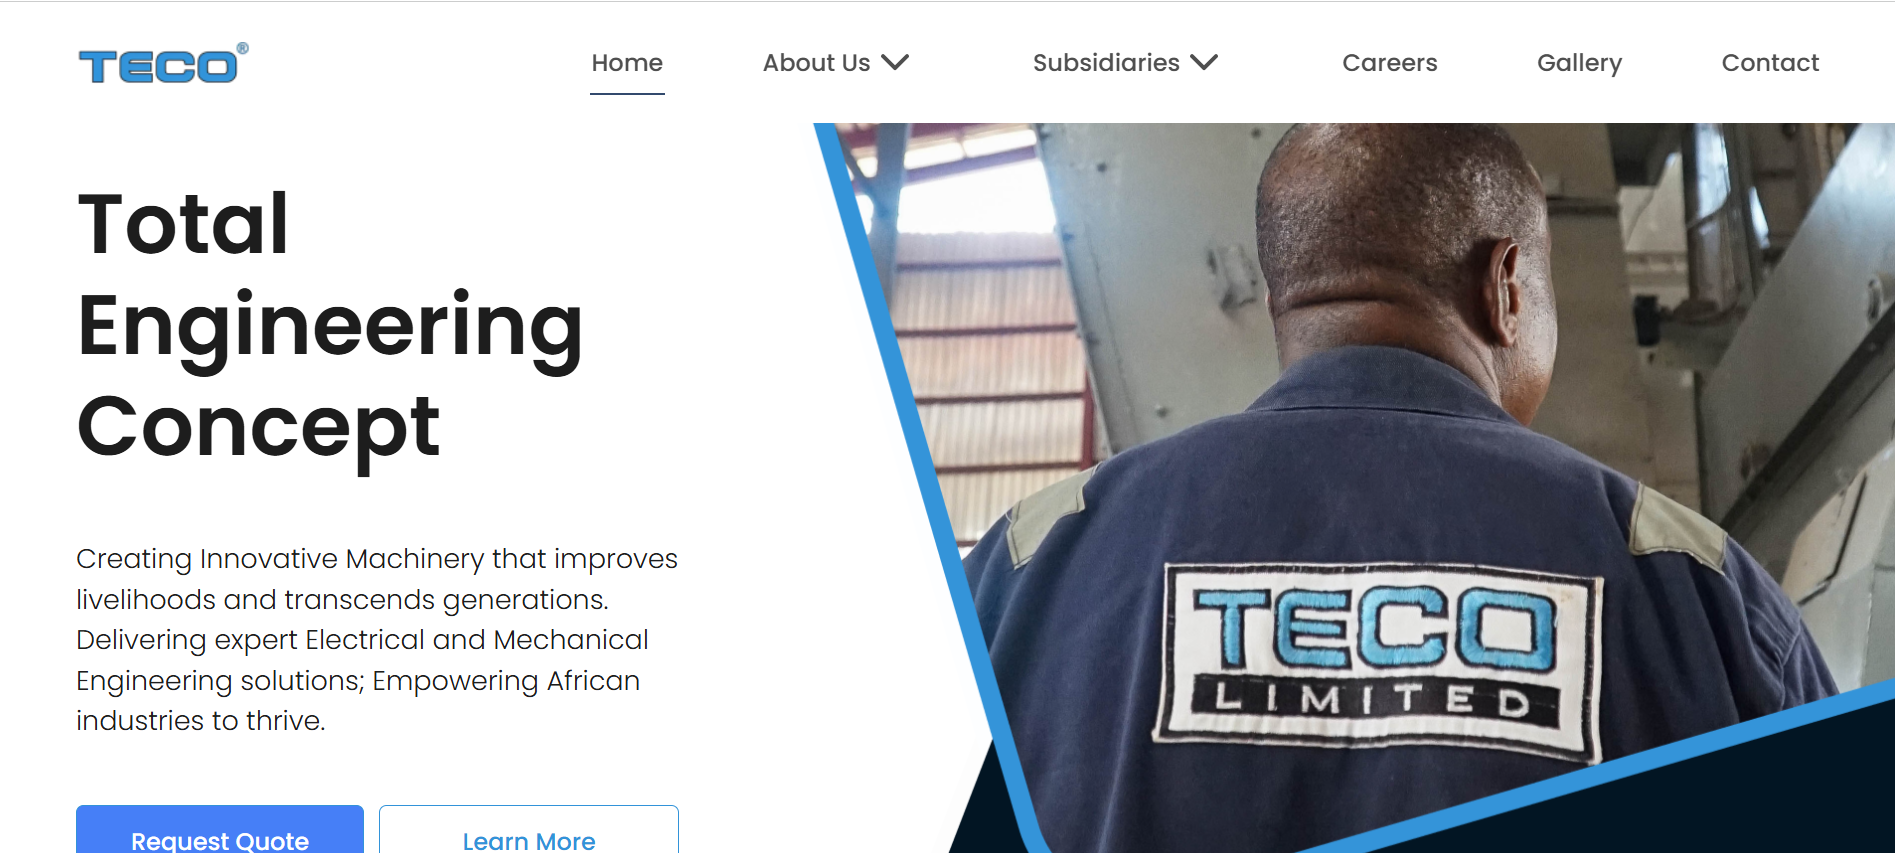 TECO®
Home
About Us
Subsidiaries
Careers
Gallery
Contact
Total
Engineering
Concept
Creating Innovative Machinery that improves
livelihoods and transcends generations.
Delivering expert Electrical and Mechanical
Engineering solutions; Empowering African
industries to thrive.
Request Quote
Learn More
TECO
LIMITED